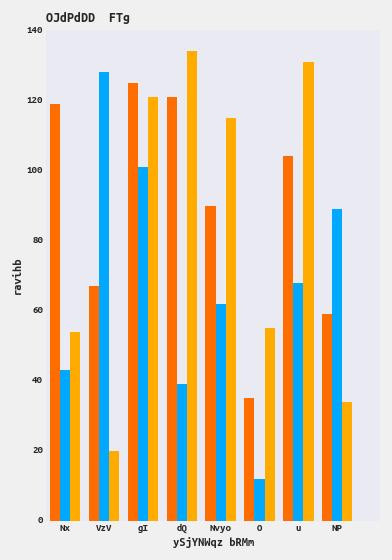 OJdPdDD  FTg
140
120
100
80
60
40
20
0
ravihb
Nx VzV gI dQ Nvyo O u NP
ySjYNWqz bRMm